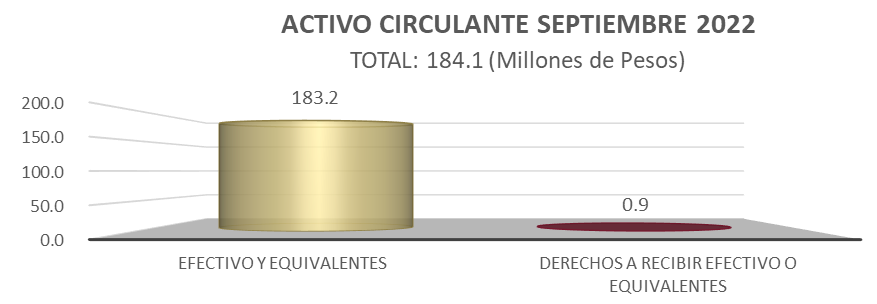 ACTIVO CIRCULANTE SEPTIEMBRE 2022
TOTAL: 184.1 (Millones de Pesos)
183.2
200.0
150.0
100.0
50.0
0.0
0.9
EFECTIVO Y EQUIVALENTES
DERECHOS A RECIBIR EFECTIVO O
EQUIVALENTES